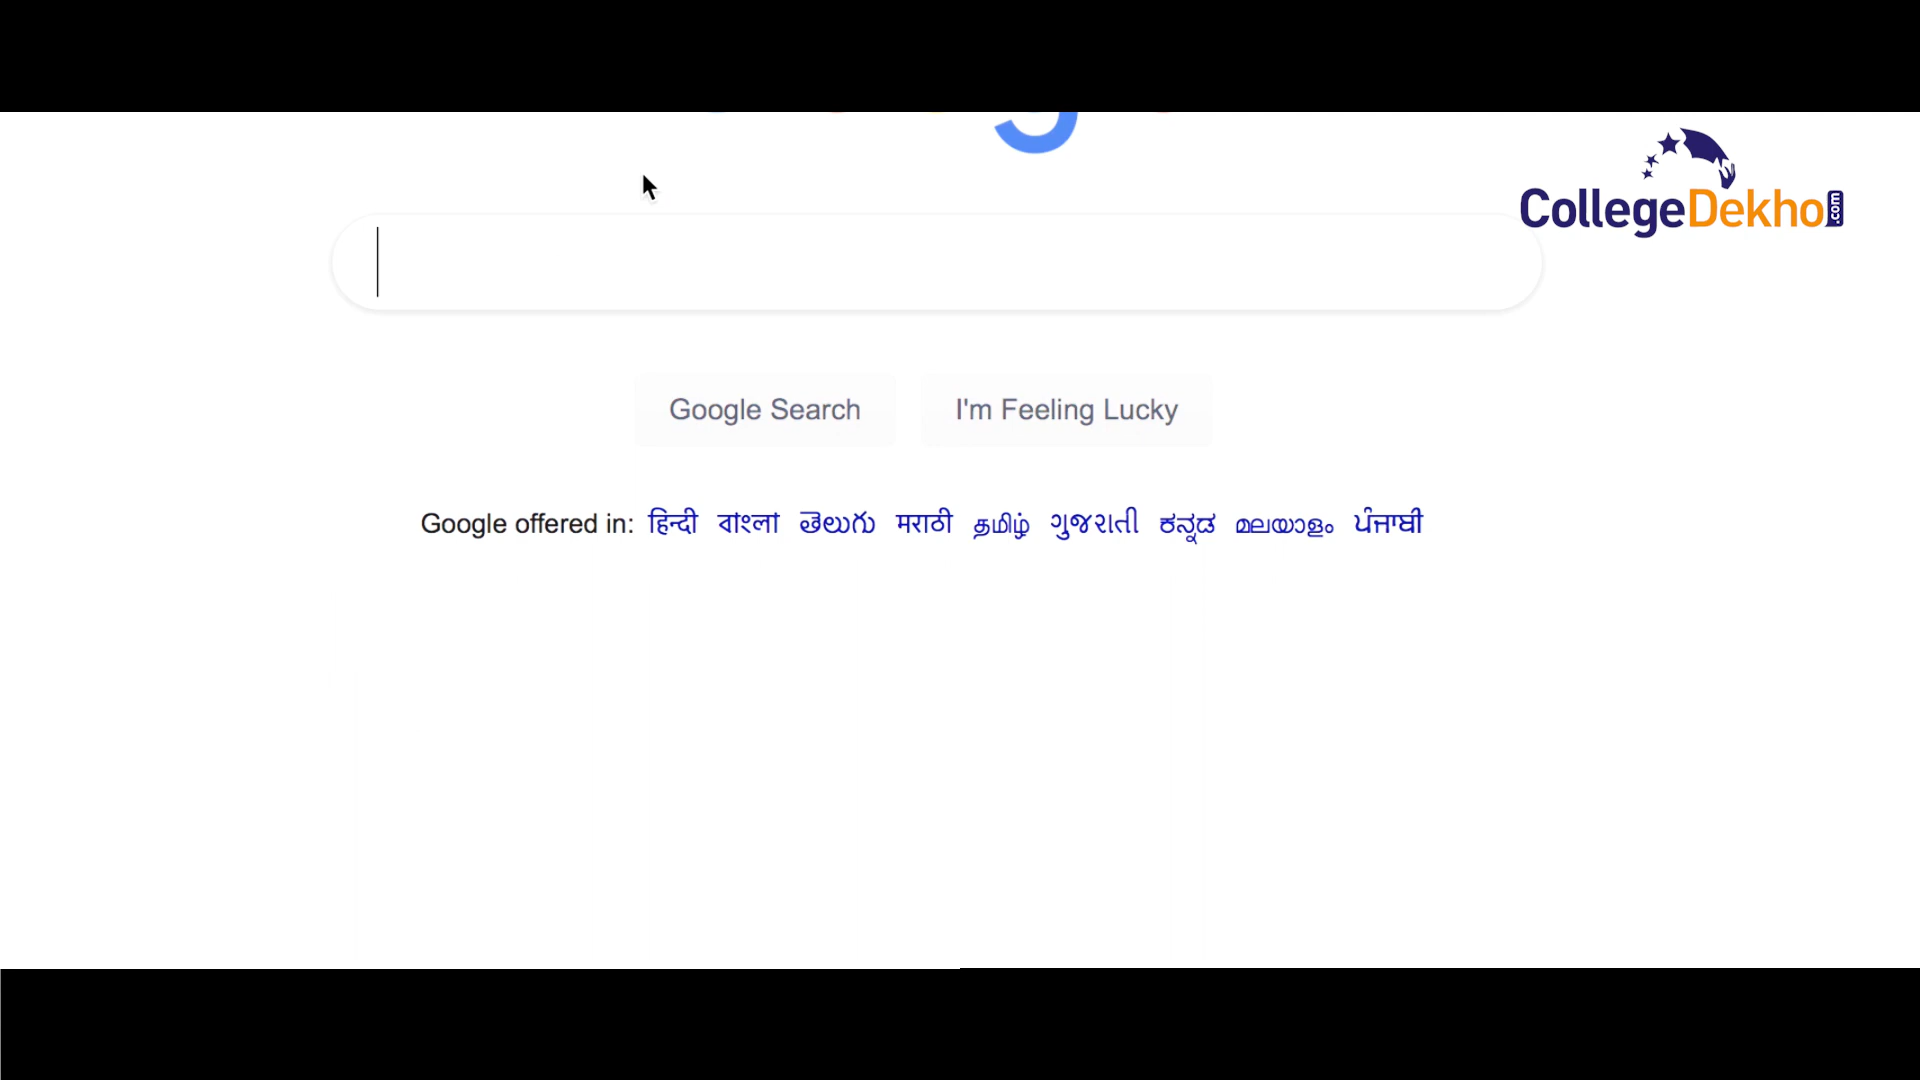 CollegeDekho.com
Google Search
I'm Feeling Lucky
Google offered in: हिन्दी বাংলা తెలుగు मराठी தமிழ் ગુજરાતી ಕನ್ನಡ മലയാളം ਪੰਜਾਬੀ